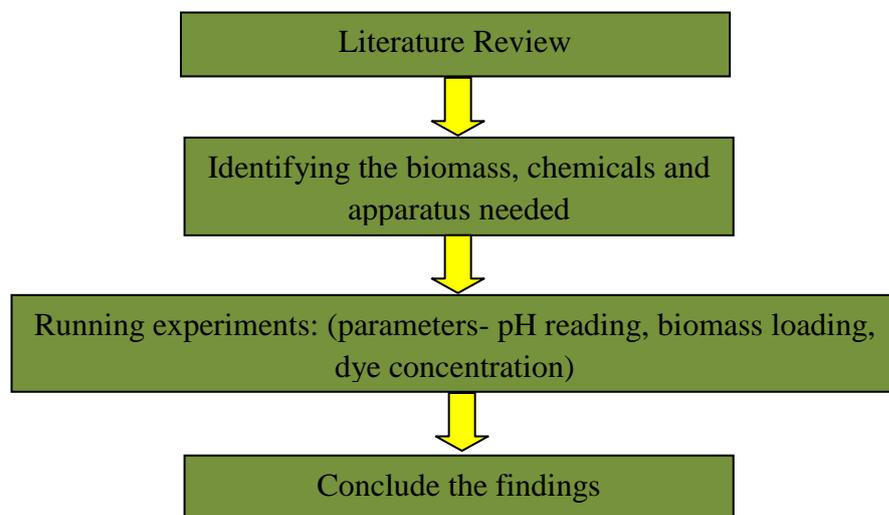 Literature Review
Identifying the biomass, chemicals and
apparatus needed
Running experiments: (parameters- pH reading, biomass loading,
dye concentration)
Conclude the findings